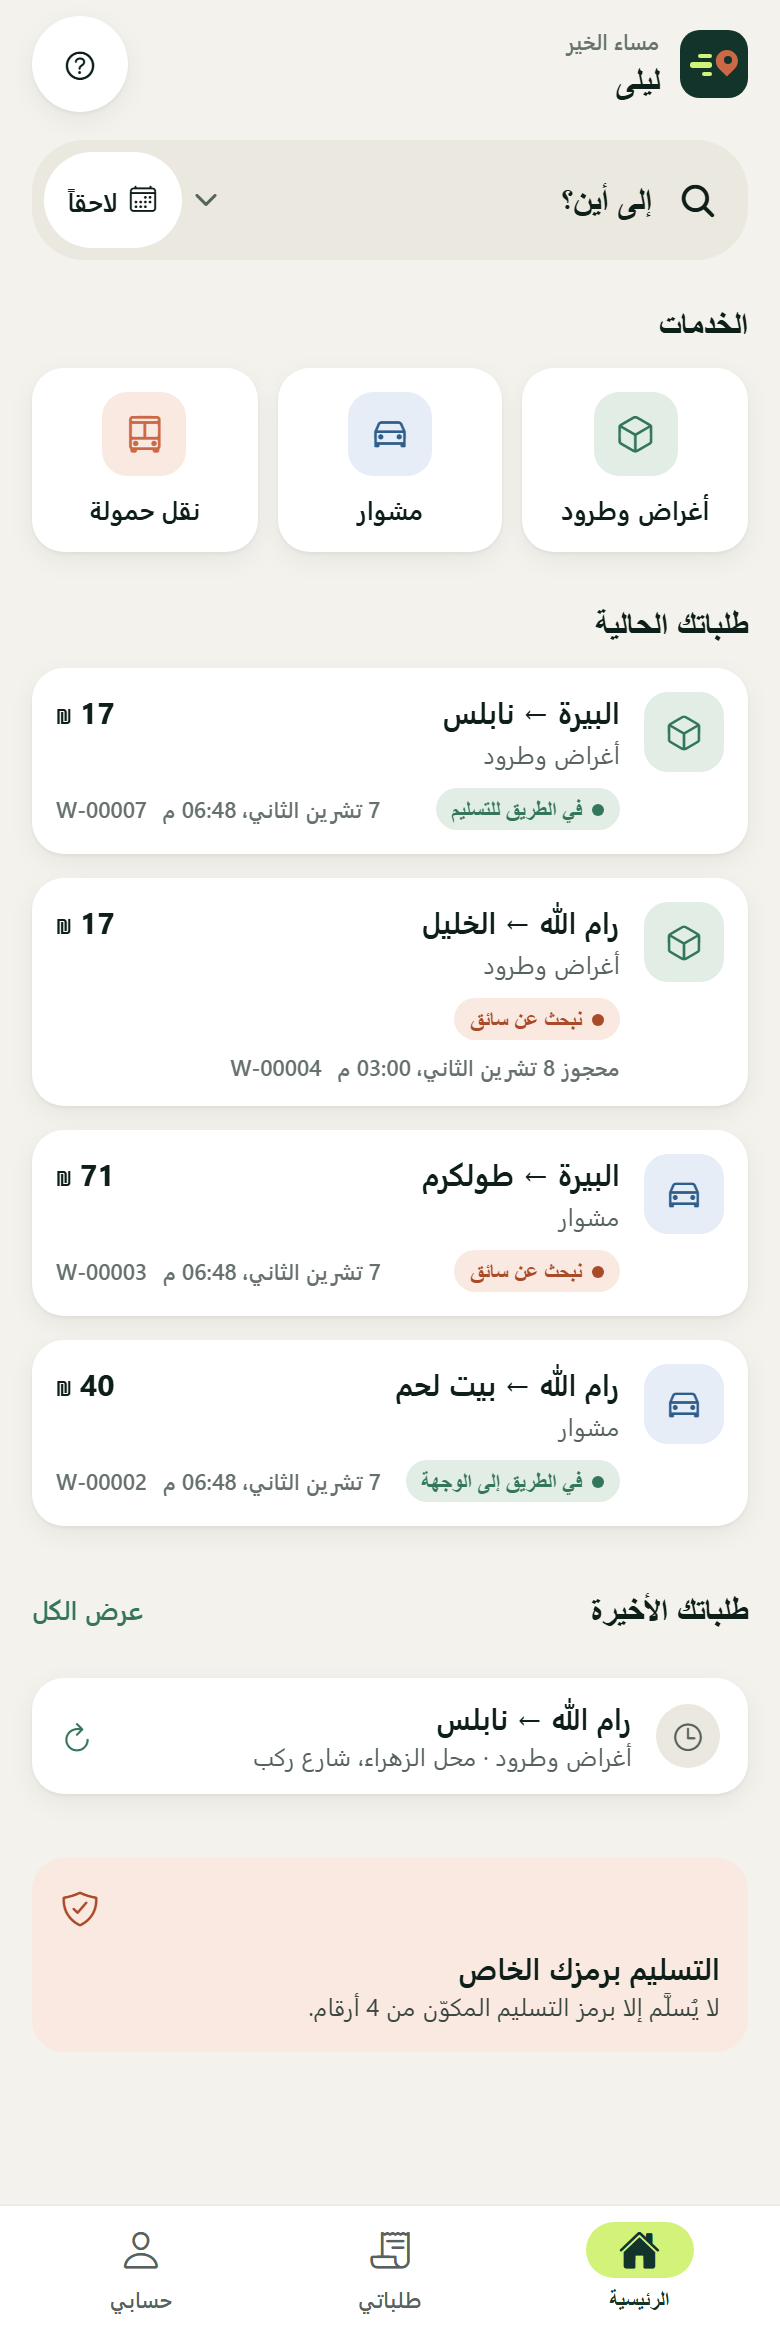 مساء الخير
ليلى
إلى أين؟
لاحقاً
الخدمات
أغراض وطرود
مشوار
نقل حمولة
طلباتك الحالية
البيرة ← نابلس
17 ₪
أغراض وطرود
في الطريق للتسليم
7 تشرين الثاني، 06:48 م W-00007
رام الله ← الخليل
17 ₪
أغراض وطرود
نبحث عن سائق
محجوز 8 تشرين الثاني، 03:00 م W-00004
البيرة ← طولكرم
71 ₪
مشوار
نبحث عن سائق
7 تشرين الثاني، 06:48 م W-00003
رام الله ← بيت لحم
40 ₪
مشوار
في الطريق إلى الوجهة
7 تشرين الثاني، 06:48 م W-00002
طلباتك الأخيرة
عرض الكل
رام الله ← نابلس
أغراض وطرود · محل الزهراء، شارع ركب
التسليم برمزك الخاص
لا يُسلَّم إلا برمز التسليم المكوّن من 4 أرقام.
الرئيسية
طلباتي
حسابي